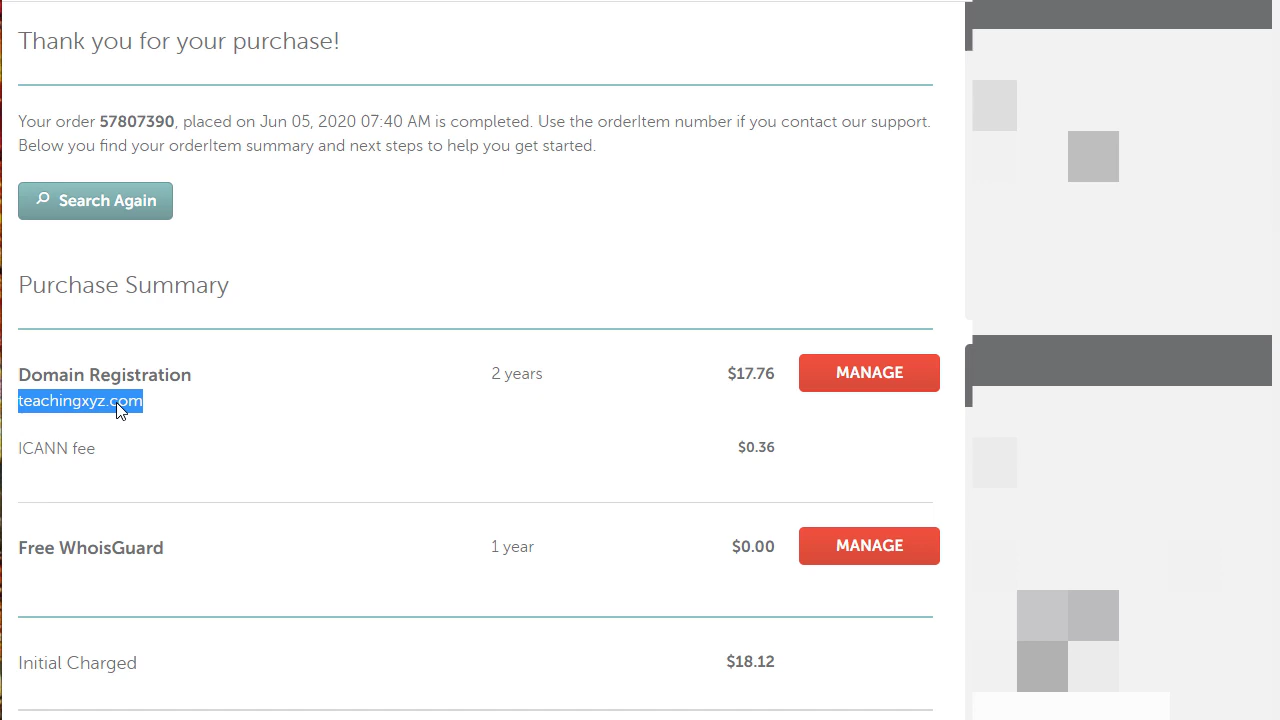 Thank you for your purchase!
Your order 57807390, placed on Jun 05, 2020 07:40 AM is completed. Use the orderItem number if you contact our support.
Below you find your orderItem summary and next steps to help you get started.
Search Again
Purchase Summary
Domain Registration 2 years $17.76 MANAGE
teachingxyz.com
ICANN fee $0.36
Free WhoisGuard 1 year $0.00 MANAGE
Initial Charged $18.12